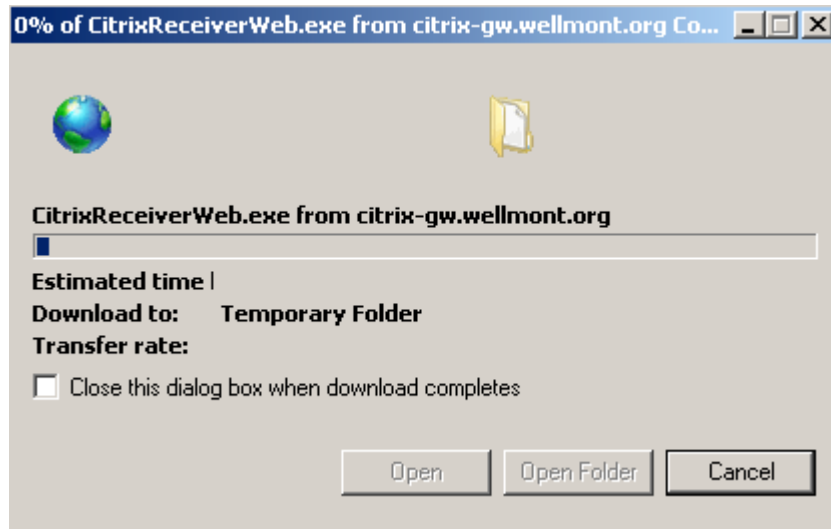 0% of CitrixReceiverWeb.exe from citrix-gw.wellmont.org Co...
CitrixReceiverWeb.exe from citrix-gw.wellmont.org
Estimated time l
Download to: Temporary Folder
Transfer rate:
Close this dialog box when download completes
Open Open Folder Cancel